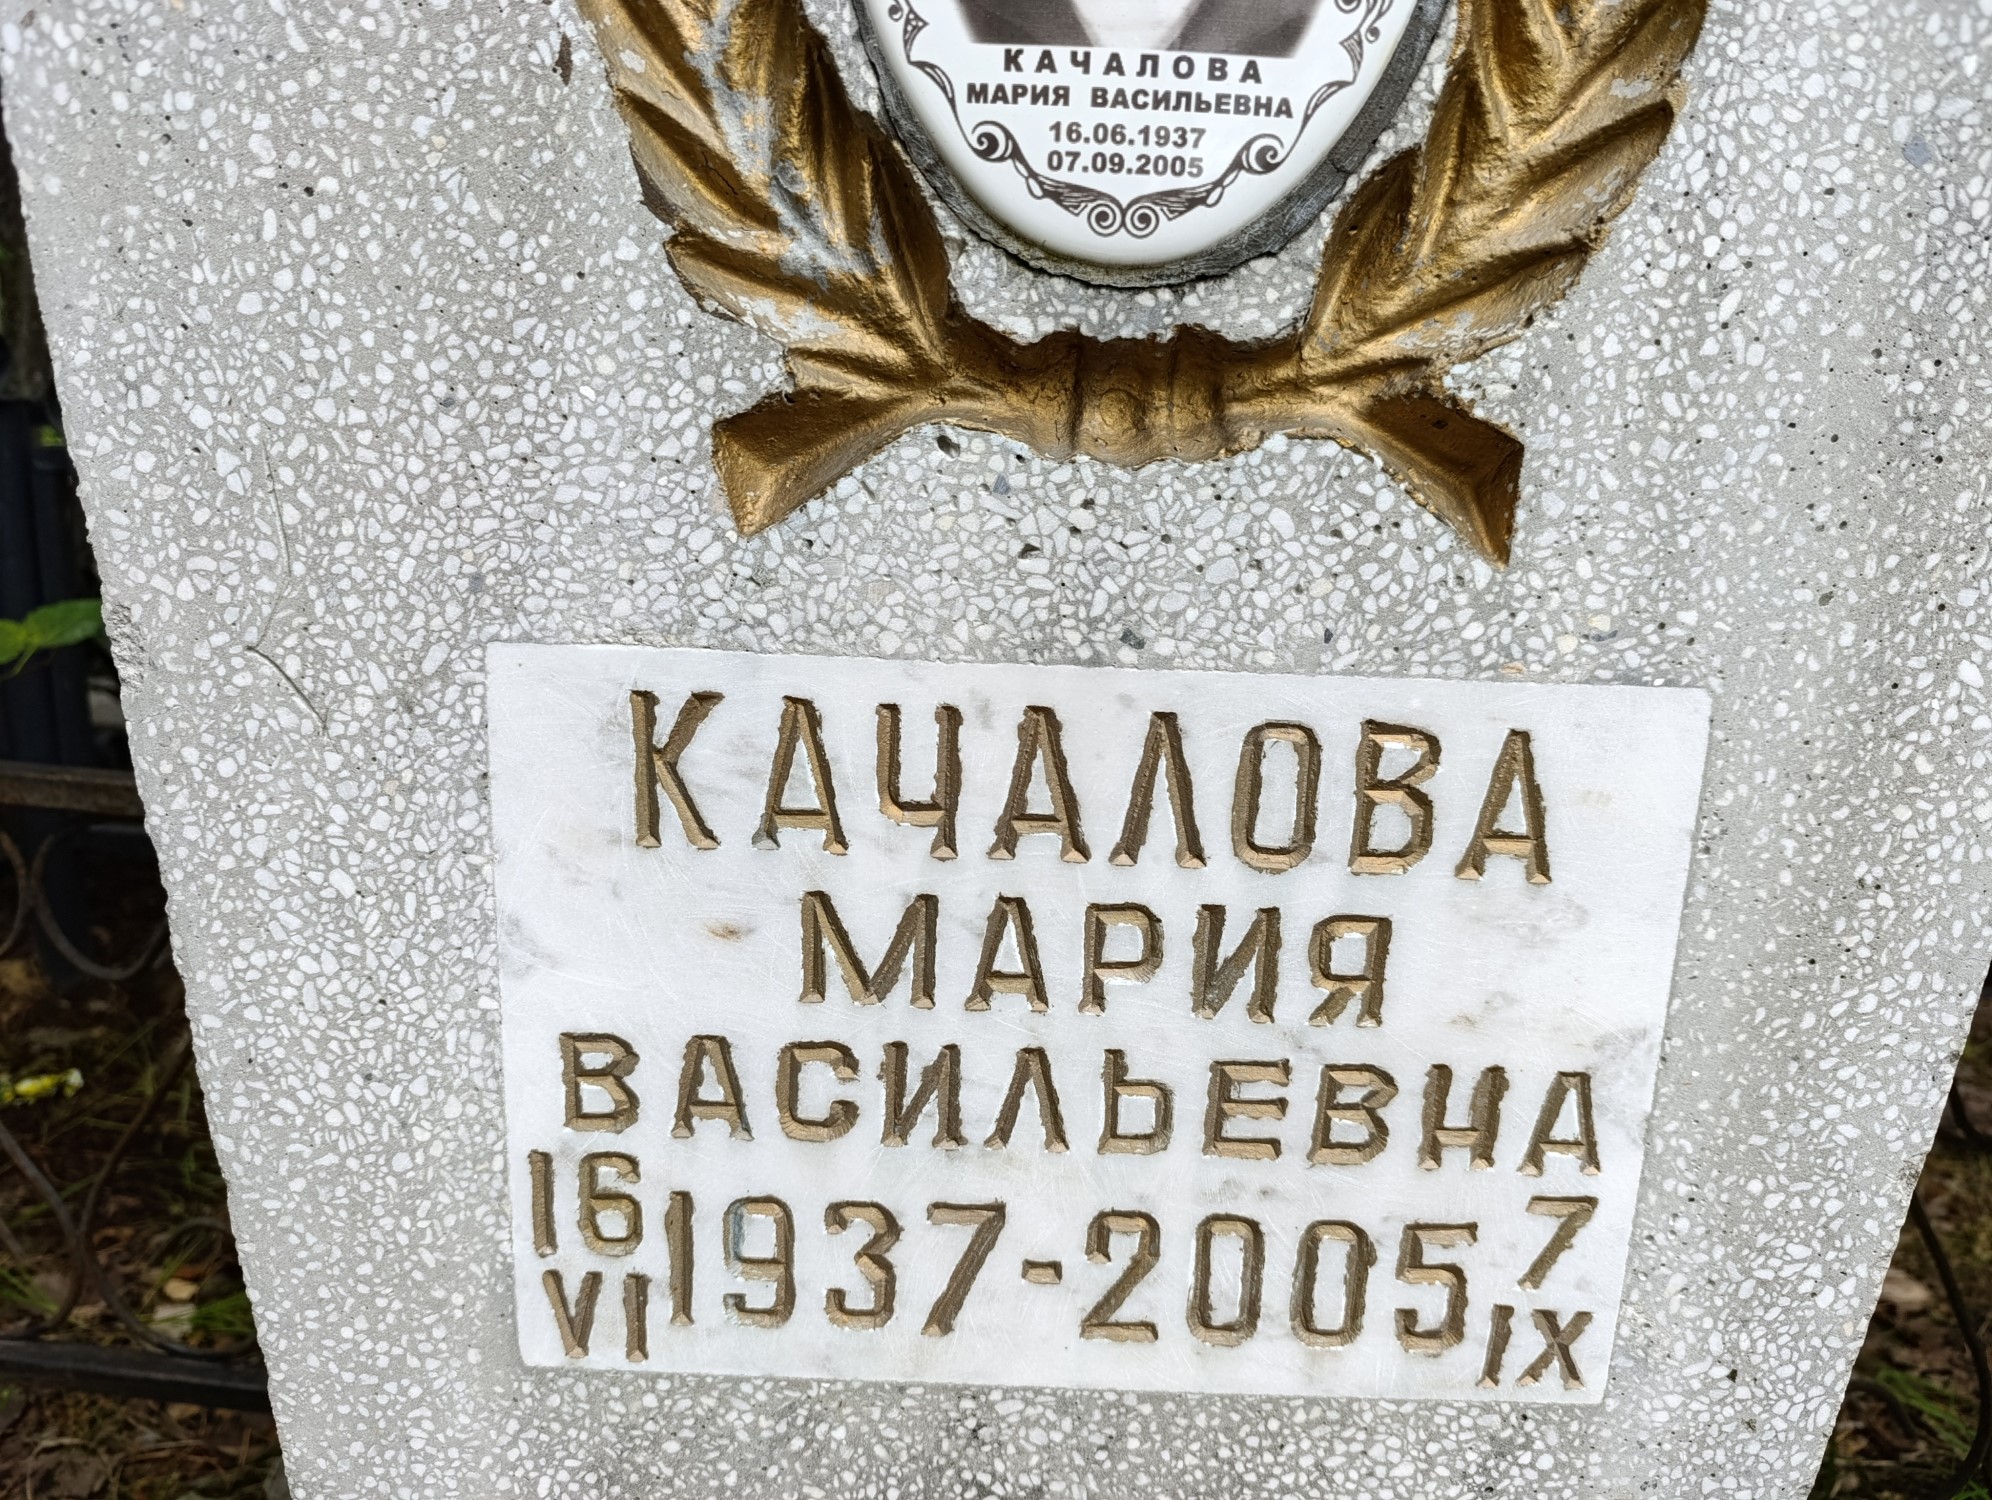 КАЧАЛОВА
МАРИЯ ВАСИЛЬЕВНА
16.06.1937
07.09.2005
КАЧАЛОВА
МАРИЯ
ВАСИЛЬЕВНА
16 VI 1937-2005 7 IX